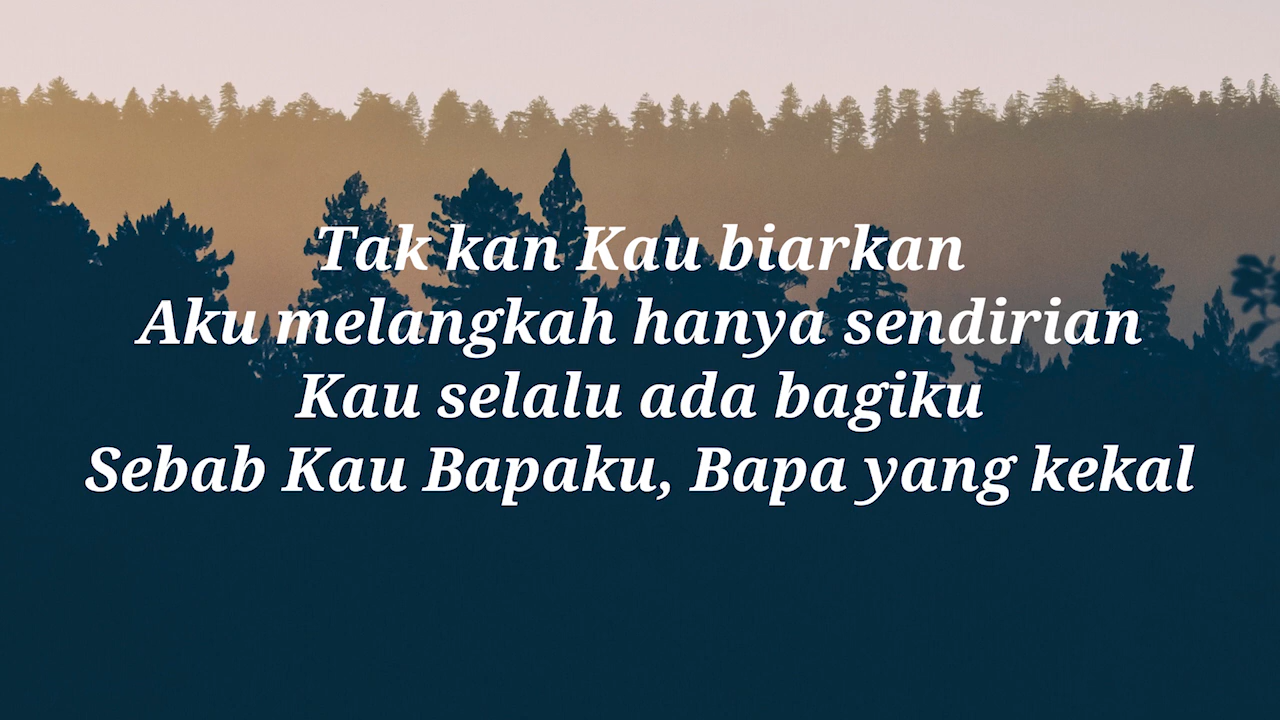 Tak kan Kau biarkan
Aku melangkah hanya sendirian
Kau selalu ada bagiku
Sebab Kau Bapaku, Bapa yang kekal